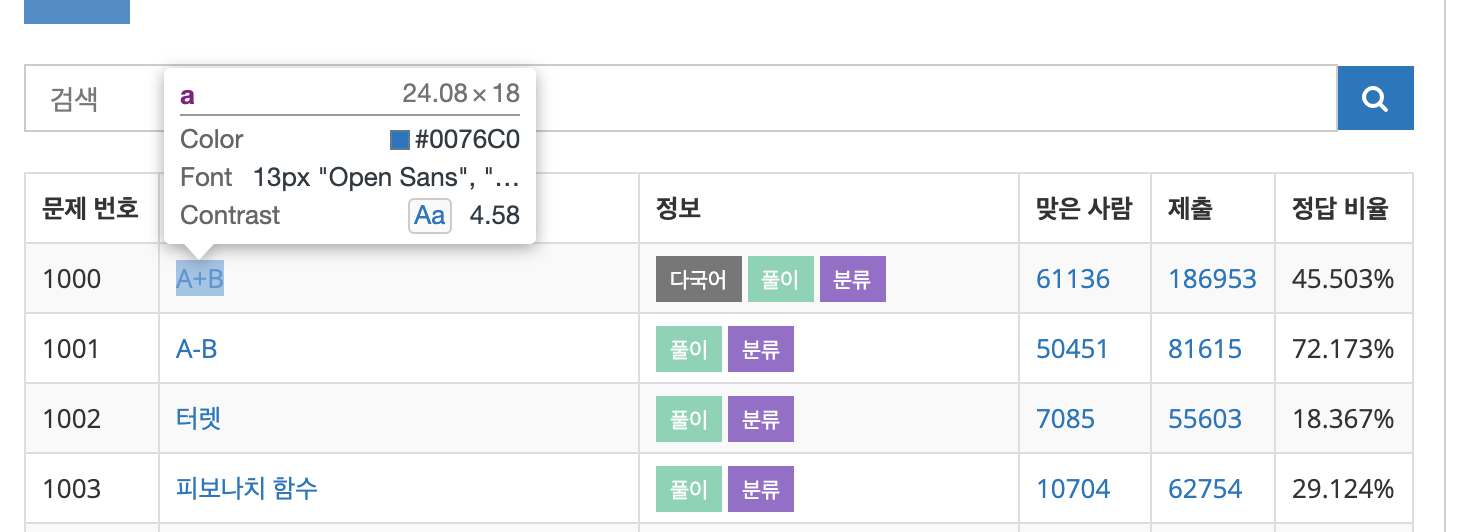 검색
a 24.08×18
Color #0076C0
Font 13px "Open Sans", "…
Contrast Aa 4.58
문제 번호 정보 맞은 사람 제출 정답 비율
1000 A+B 다국어 풀이 분류 61136 186953 45.503%
1001 A-B 풀이 분류 50451 81615 72.173%
1002 터렛 풀이 분류 7085 55603 18.367%
1003 피보나치 함수 풀이 분류 10704 62754 29.124%